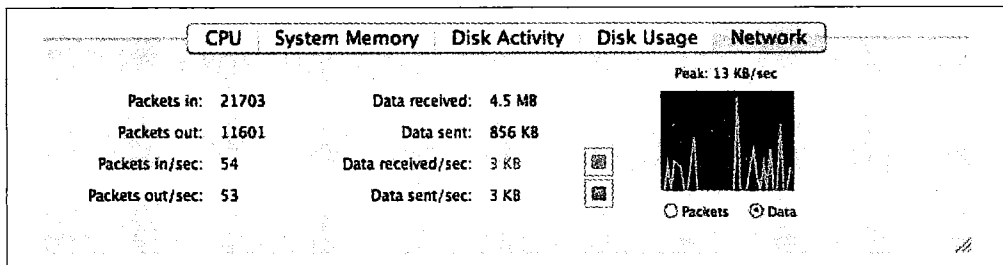 CPU System Memory Disk Activity Disk Usage Network
Peak: 13 KB/sec
Packets in: 21703 Data received: 4.5 MB
Packets out: 11601 Data sent: 856 KB
Packets in/sec: 54 Data received/sec: 3 KB
Packets out/sec: 53 Data sent/sec: 3 KB
Packets Data